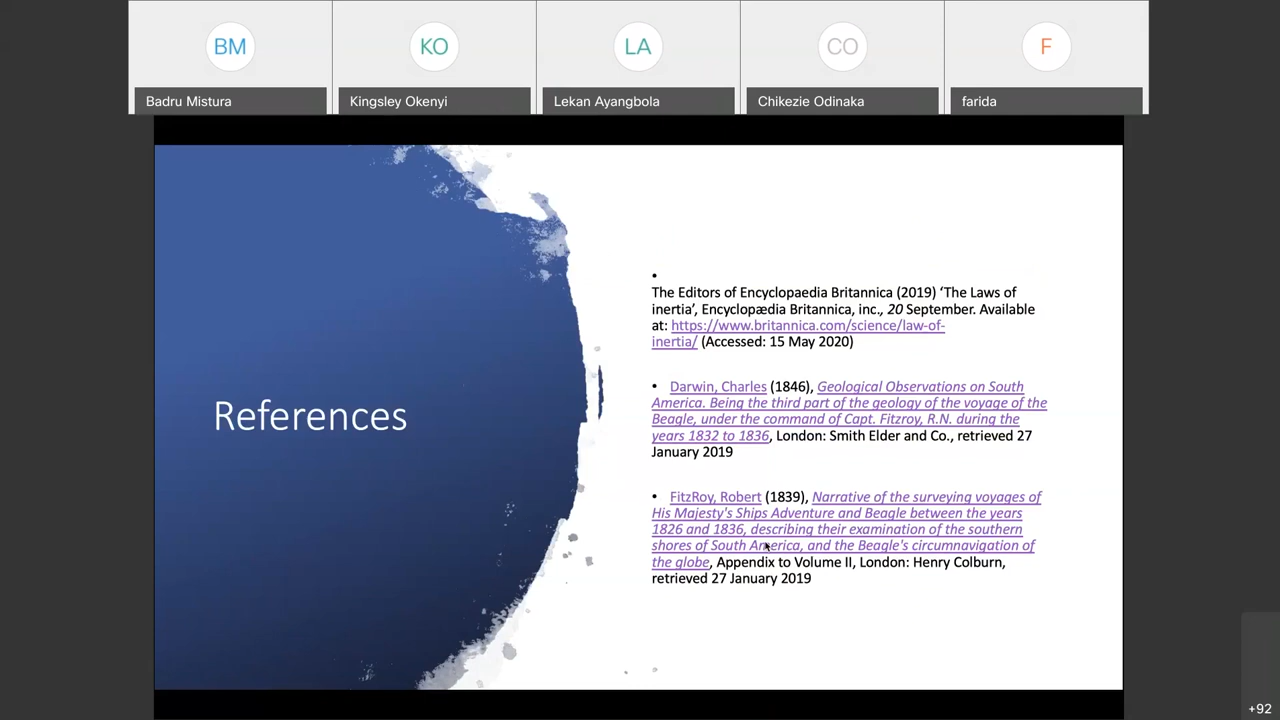 BM
KO
LA
CO
F
Badru Mistura
Kingsley Okenyi
Lekan Ayangbola
Chikezie Odinaka
farida
References
•
The Editors of Encyclopaedia Britannica (2019) ‘The Laws of
inertia’, Encyclopædia Britannica, inc., 20 September. Available
at: https://www.britannica.com/science/law-of-
inertia/ (Accessed: 15 May 2020)
• Darwin, Charles (1846), Geological Observations on South
America. Being the third part of the geology of the voyage of the
Beagle, under the command of Capt. Fitzroy, R.N. during the
years 1832 to 1836, London: Smith Elder and Co., retrieved 27
January 2019
• FitzRoy, Robert (1839), Narrative of the surveying voyages of
His Majesty's Ships Adventure and Beagle between the years
1826 and 1836, describing their examination of the southern
shores of South America, and the Beagle's circumnavigation of
the globe, Appendix to Volume II, London: Henry Colburn,
retrieved 27 January 2019
+92